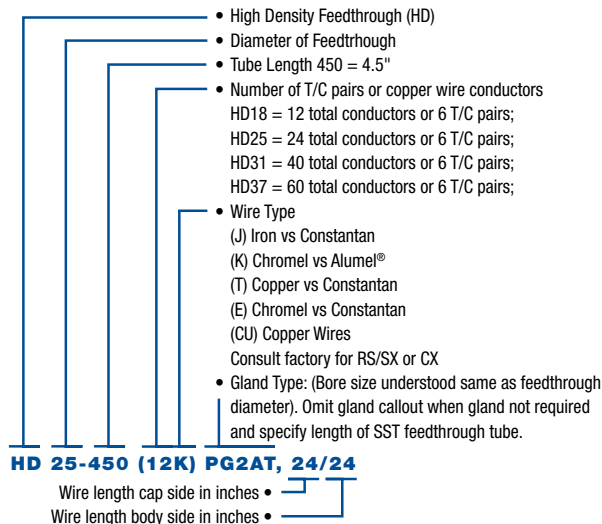 • High Density Feedthrough (HD)
• Diameter of Feedtrhough
• Tube Length 450 = 4.5"
• Number of T/C pairs or copper wire conductors
HD18 = 12 total conductors or 6 T/C pairs;
HD25 = 24 total conductors or 6 T/C pairs;
HD31 = 40 total conductors or 6 T/C pairs;
HD37 = 60 total conductors or 6 T/C pairs;
• Wire Type
(J) Iron vs Constantan
(K) Chromel vs Alumel®
(T) Copper vs Constantan
(E) Chromel vs Constantan
(CU) Copper Wires
Consult factory for RS/SX or CX
• Gland Type: (Bore size understood same as feedthrough
diameter). Omit gland callout when gland not required
and specify length of SST feedthrough tube.
HD 25-450 (12K) PG2AT, 24/24
Wire length cap side in inches •
Wire length body side in inches •